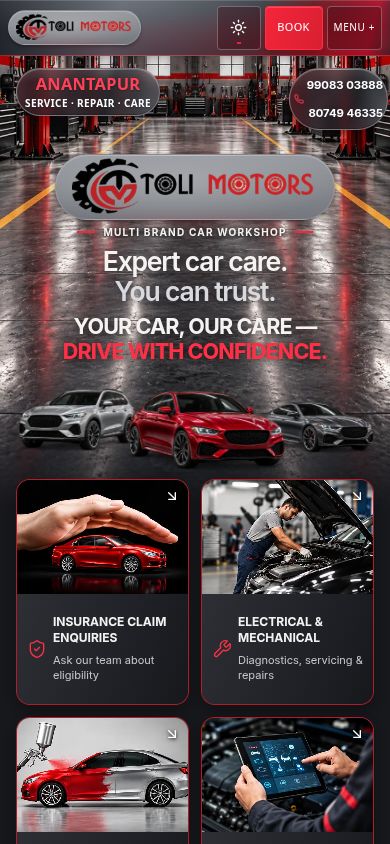 TOLI MOTORS
BOOK
MENU +
ANANTAPUR
SERVICE · REPAIR · CARE
99083 03888
80749 46335
TOLI MOTORS
MULTI BRAND CAR WORKSHOP
Expert car care.
You can trust.
YOUR CAR, OUR CARE —
DRIVE WITH CONFIDENCE.
INSURANCE CLAIM
ENQUIRIES
Ask our team about
eligibility
ELECTRICAL &
MECHANICAL
Diagnostics, servicing &
repairs